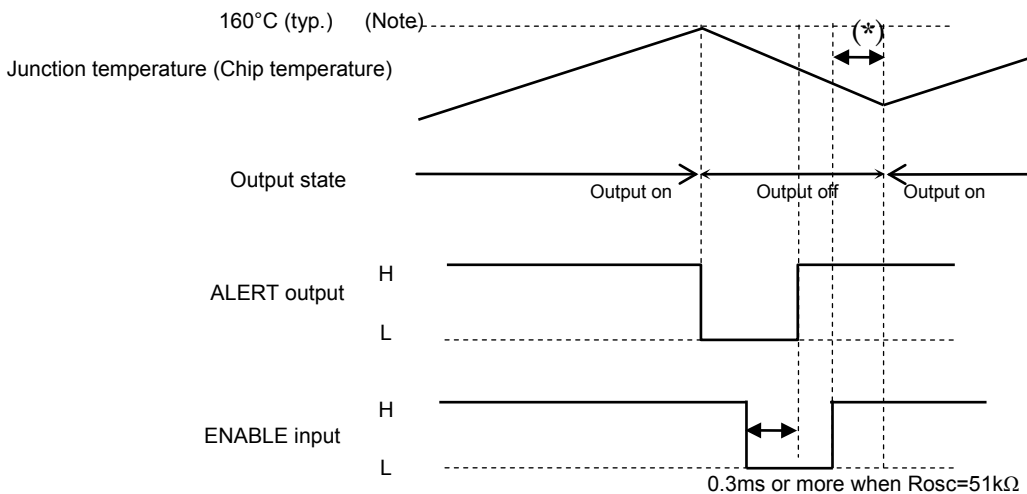 160°C (typ.) (Note)
(*)
Junction temperature (Chip temperature)
Output state
Output on
Output off
Output on
H
ALERT output
L
H
ENABLE input
L
0.3ms or more when Rosc=51kΩ